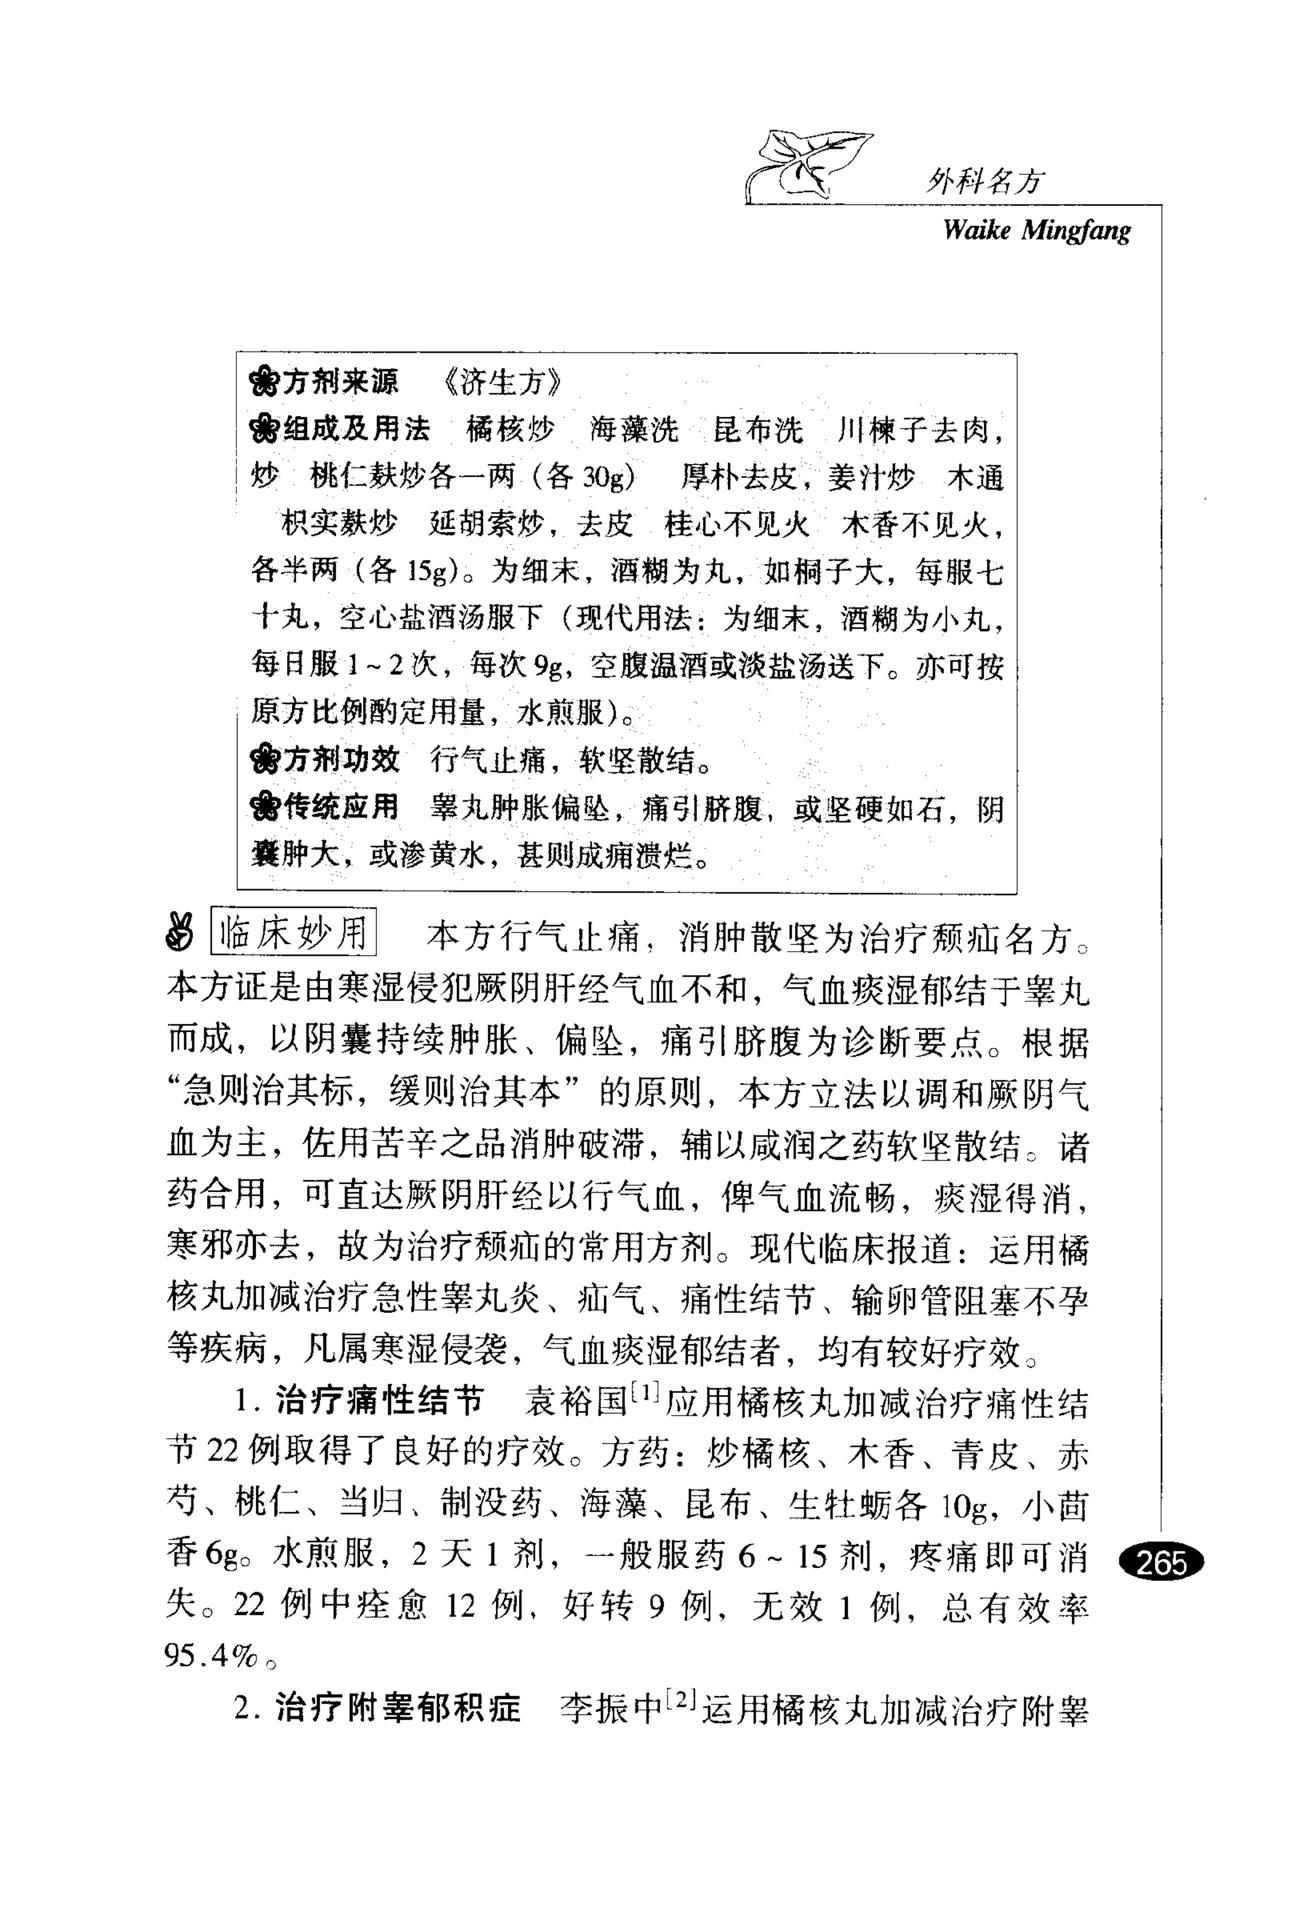 外科名方
Waike Mingfang
方剂来源 《济生方》
组成及用法 橘核炒 海藻洗 昆布洗 川楝子去肉，
炒 桃仁麸炒各一两（各 30g） 厚朴去皮，姜汁炒 木通
枳实麸炒 延胡索炒，去皮 桂心不见火 木香不见火，
各半两（各 15g）。为细末，酒糊为丸，如桐子大，每服七
十丸，空心盐酒汤服下（现代用法：为细末，酒糊为小丸，
每日服 1～2 次，每次 9g，空腹温酒或淡盐汤送下。亦可按
原方比例酌定用量，水煎服）。
方剂功效 行气止痛，软坚散结。
传统应用 睾丸肿胀偏坠，痛引脐腹，或坚硬如石，阴
囊肿大，或渗黄水，甚则成痈溃烂。
临床妙用 本方行气止痛，消肿散坚为治疗颓疝名方。
本方证是由寒湿侵犯厥阴肝经气血不和，气血痰湿郁结于睾丸
而成，以阴囊持续肿胀、偏坠，痛引脐腹为诊断要点。根据
“急则治其标，缓则治其本”的原则，本方立法以调和厥阴气
血为主，佐用苦辛之品消肿破滞，辅以咸润之药软坚散结。诸
药合用，可直达厥阴肝经以行气血，俾气血流畅，痰湿得消，
寒邪亦去，故为治疗颓疝的常用方剂。现代临床报道：运用橘
核丸加减治疗急性睾丸炎、疝气、痛性结节、输卵管阻塞不孕
等疾病，凡属寒湿侵袭，气血痰湿郁结者，均有较好疗效。
1. 治疗痛性结节 袁裕国[1]应用橘核丸加减治疗痛性结
节 22 例取得了良好的疗效。方药：炒橘核、木香、青皮、赤
芍、桃仁、当归、制没药、海藻、昆布、生牡蛎各 10g，小茴
香 6g。水煎服，2 天 1 剂，一般服药 6～15 剂，疼痛即可消
失。22 例中痊愈 12 例，好转 9 例，无效 1 例，总有效率
95.4%。
265
2. 治疗附睾郁积症 李振中[2]运用橘核丸加减治疗附睾